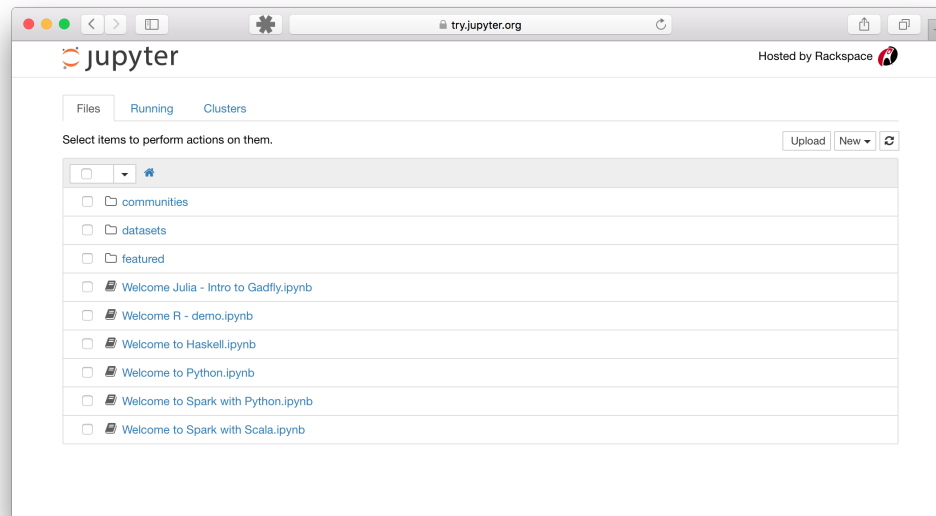 try.jupyter.org
jupyter
Hosted by Rackspace
Files Running Clusters
Select items to perform actions on them.
Upload New
communities
datasets
featured
Welcome Julia - Intro to Gadfly.ipynb
Welcome R - demo.ipynb
Welcome to Haskell.ipynb
Welcome to Python.ipynb
Welcome to Spark with Python.ipynb
Welcome to Spark with Scala.ipynb